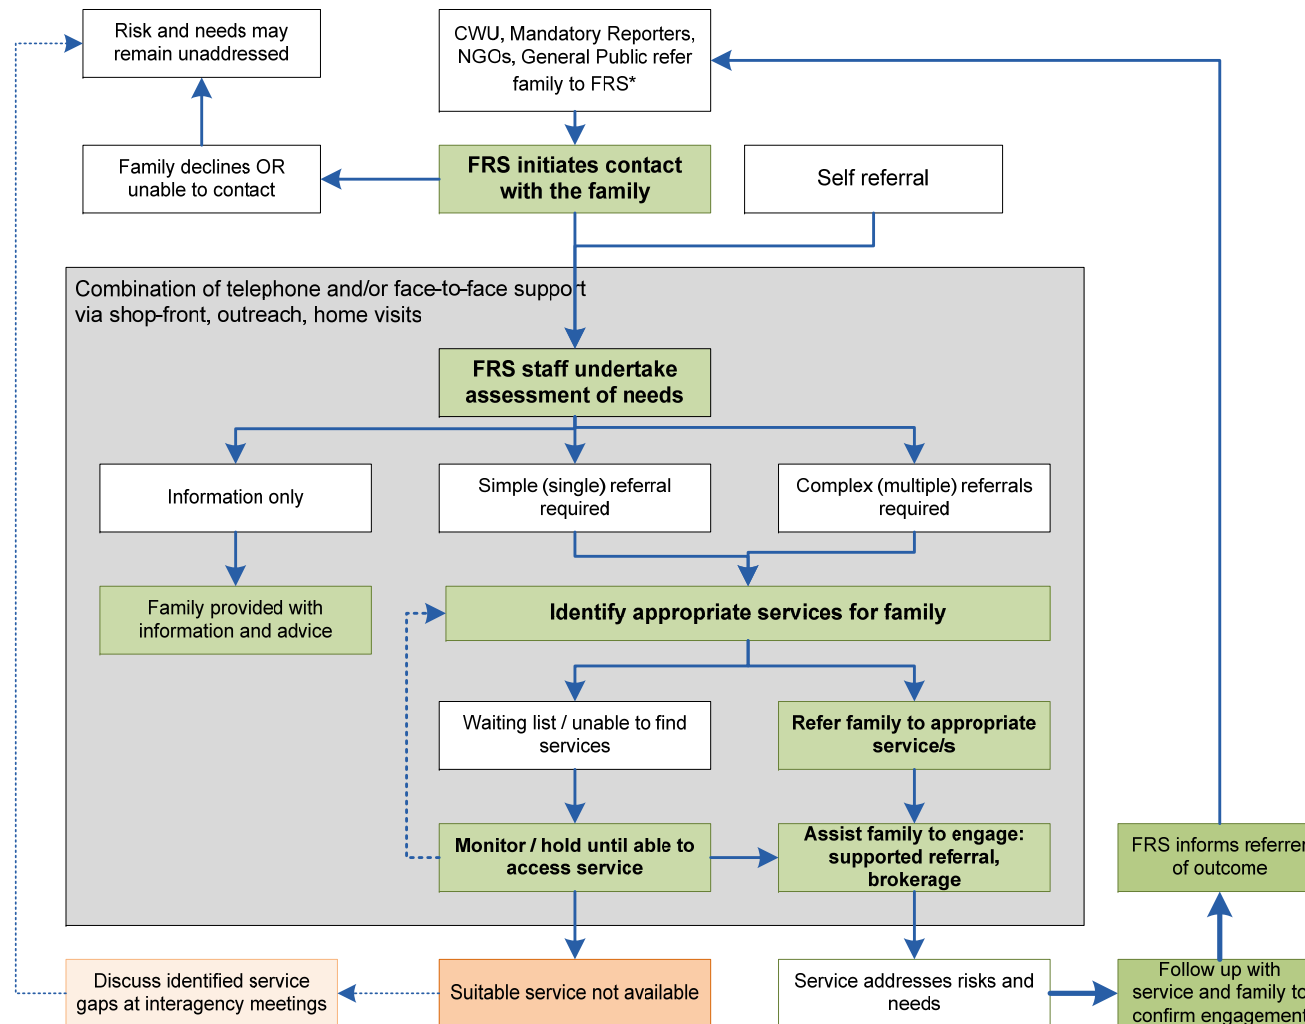 Risk and needs may
remain unaddressed
CWU, Mandatory Reporters,
NGOs, General Public refer
family to FRS*
Family declines OR
unable to contact
FRS initiates contact
with the family
Self referral
Combination of telephone and/or face-to-face support
via shop-front, outreach, home visits
FRS staff undertake
assessment of needs
Information only
Simple (single) referral
required
Complex (multiple) referrals
required
Family provided with
information and advice
Identify appropriate services for family
Waiting list / unable to find
services
Refer family to appropriate
service/s
Monitor / hold until able to
access service
Assist family to engage:
supported referral,
brokerage
FRS informs referrer
of outcome
Discuss identified service
gaps at interagency meetings
Suitable service not available
Service addresses risks and
needs
Follow up with
service and family to
confirm engagement